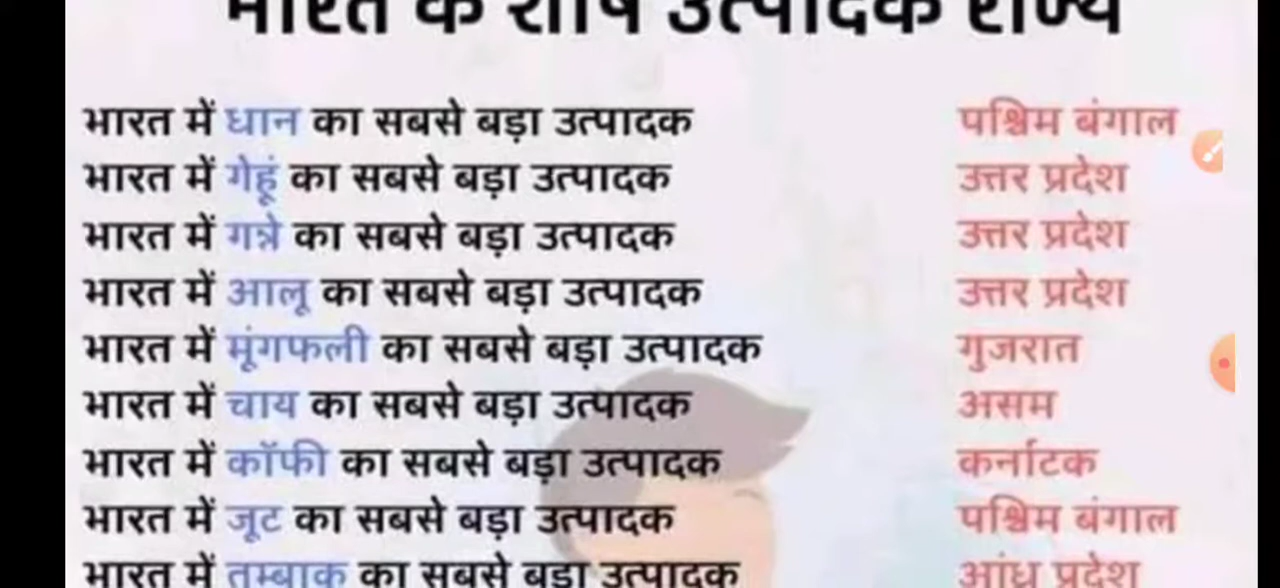 भारत के शीर्ष उत्पादक राज्य
भारत में धान का सबसे बड़ा उत्पादक पश्चिम बंगाल
भारत में गेहूं का सबसे बड़ा उत्पादक उत्तर प्रदेश
भारत में गन्ने का सबसे बड़ा उत्पादक उत्तर प्रदेश
भारत में आलू का सबसे बड़ा उत्पादक उत्तर प्रदेश
भारत में मूंगफली का सबसे बड़ा उत्पादक गुजरात
भारत में चाय का सबसे बड़ा उत्पादक असम
भारत में कॉफी का सबसे बड़ा उत्पादक कर्नाटक
भारत में जूट का सबसे बड़ा उत्पादक पश्चिम बंगाल
भारत में तम्बाकू का सबसे बड़ा उत्पादक आंध्र प्रदेश